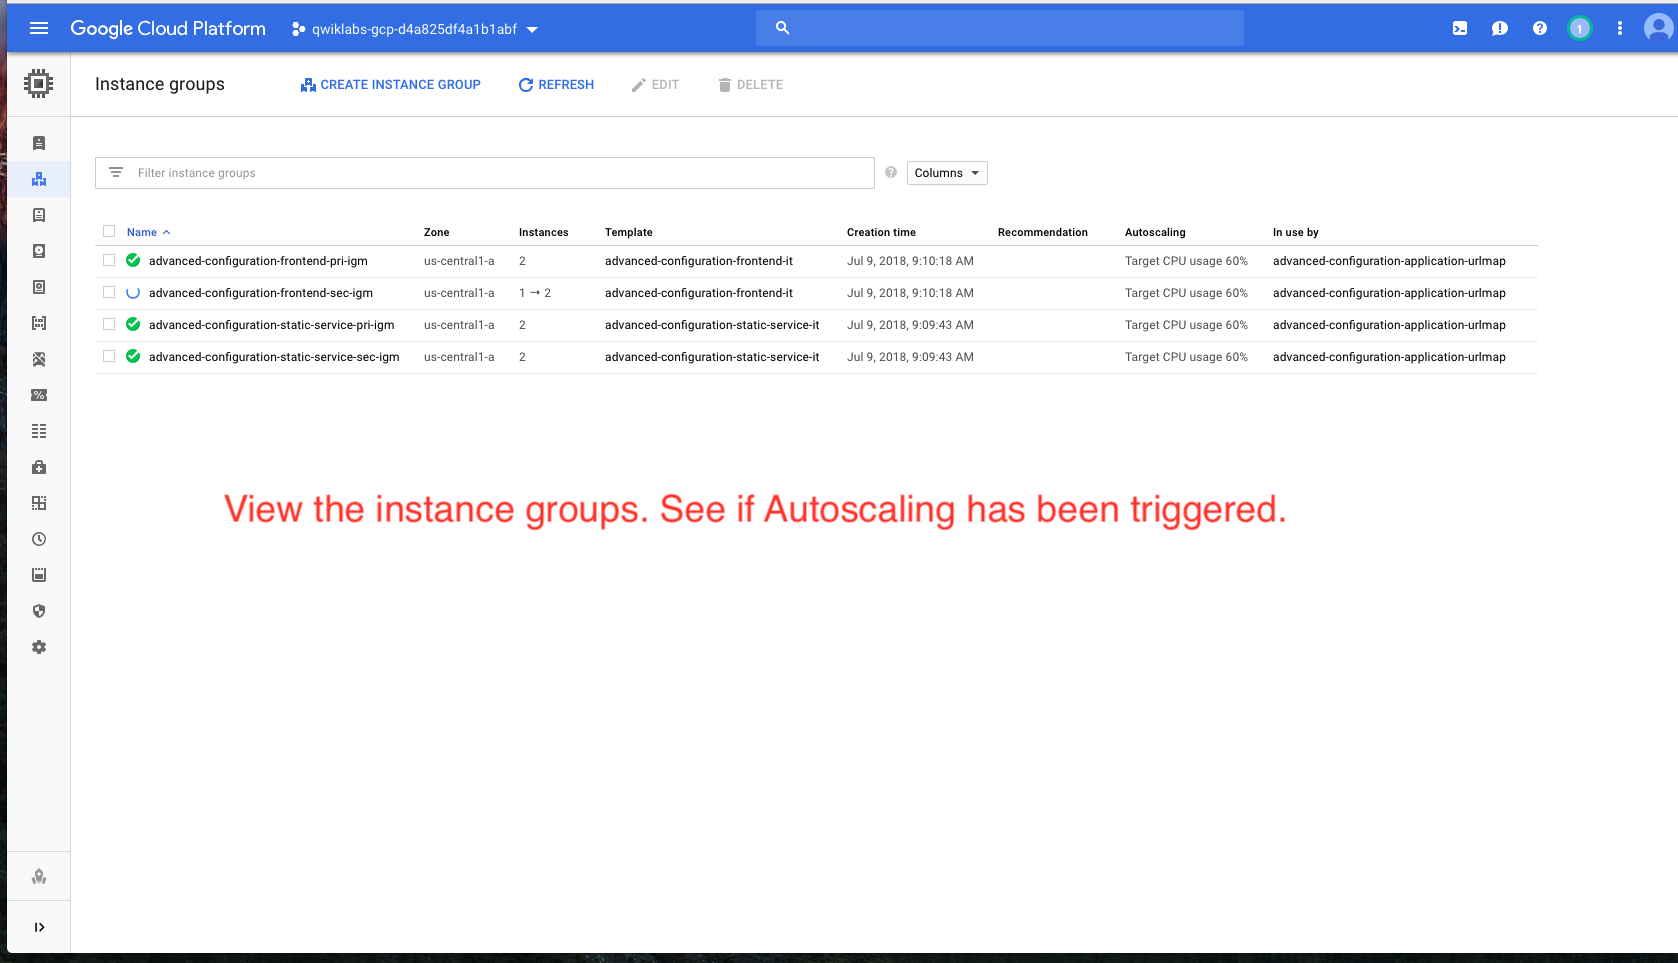 Google Cloud Platform qwiklabs-gcp-d4a825df4a1b1abf 1
Instance groups CREATE INSTANCE GROUP REFRESH EDIT DELETE
Filter instance groups ? Columns
Name Zone Instances Template Creation time Recommendation Autoscaling In use by
advanced-configuration-frontend-pri-igm us-central1-a 2 advanced-configuration-frontend-it Jul 9, 2018, 9:10:18 AM Target CPU usage 60% advanced-configuration-application-urlmap
advanced-configuration-frontend-sec-igm us-central1-a 1 → 2 advanced-configuration-frontend-it Jul 9, 2018, 9:10:18 AM Target CPU usage 60% advanced-configuration-application-urlmap
advanced-configuration-static-service-pri-igm us-central1-a 2 advanced-configuration-static-service-it Jul 9, 2018, 9:09:43 AM Target CPU usage 60% advanced-configuration-application-urlmap
advanced-configuration-static-service-sec-igm us-central1-a 2 advanced-configuration-static-service-it Jul 9, 2018, 9:09:43 AM Target CPU usage 60% advanced-configuration-application-urlmap
View the instance groups. See if Autoscaling has been triggered.